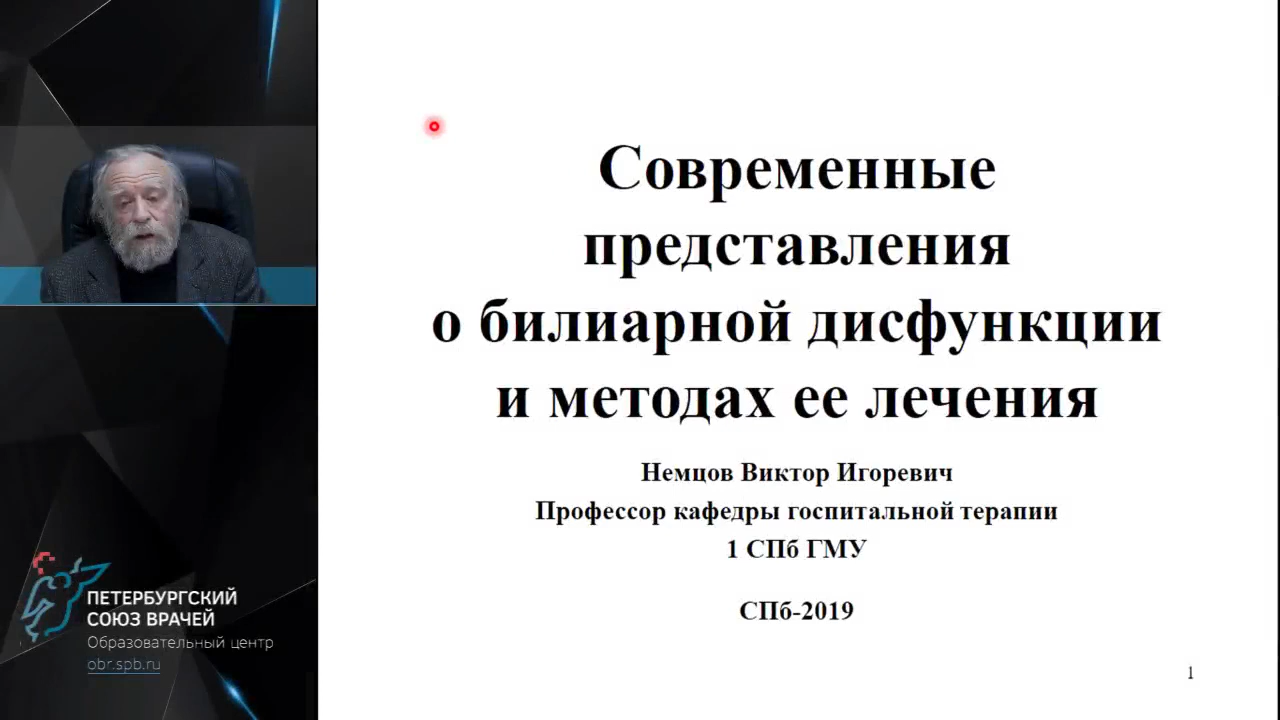 Современные
представления
о билиарной дисфункции
и методах ее лечения
Немцов Виктор Игоревич
Профессор кафедры госпитальной терапии
1 СПб ГМУ
СПб-2019
1
ПЕТЕРБУРГСКИЙ
СОЮЗ ВРАЧЕЙ
Образовательный центр
obr.spb.ru